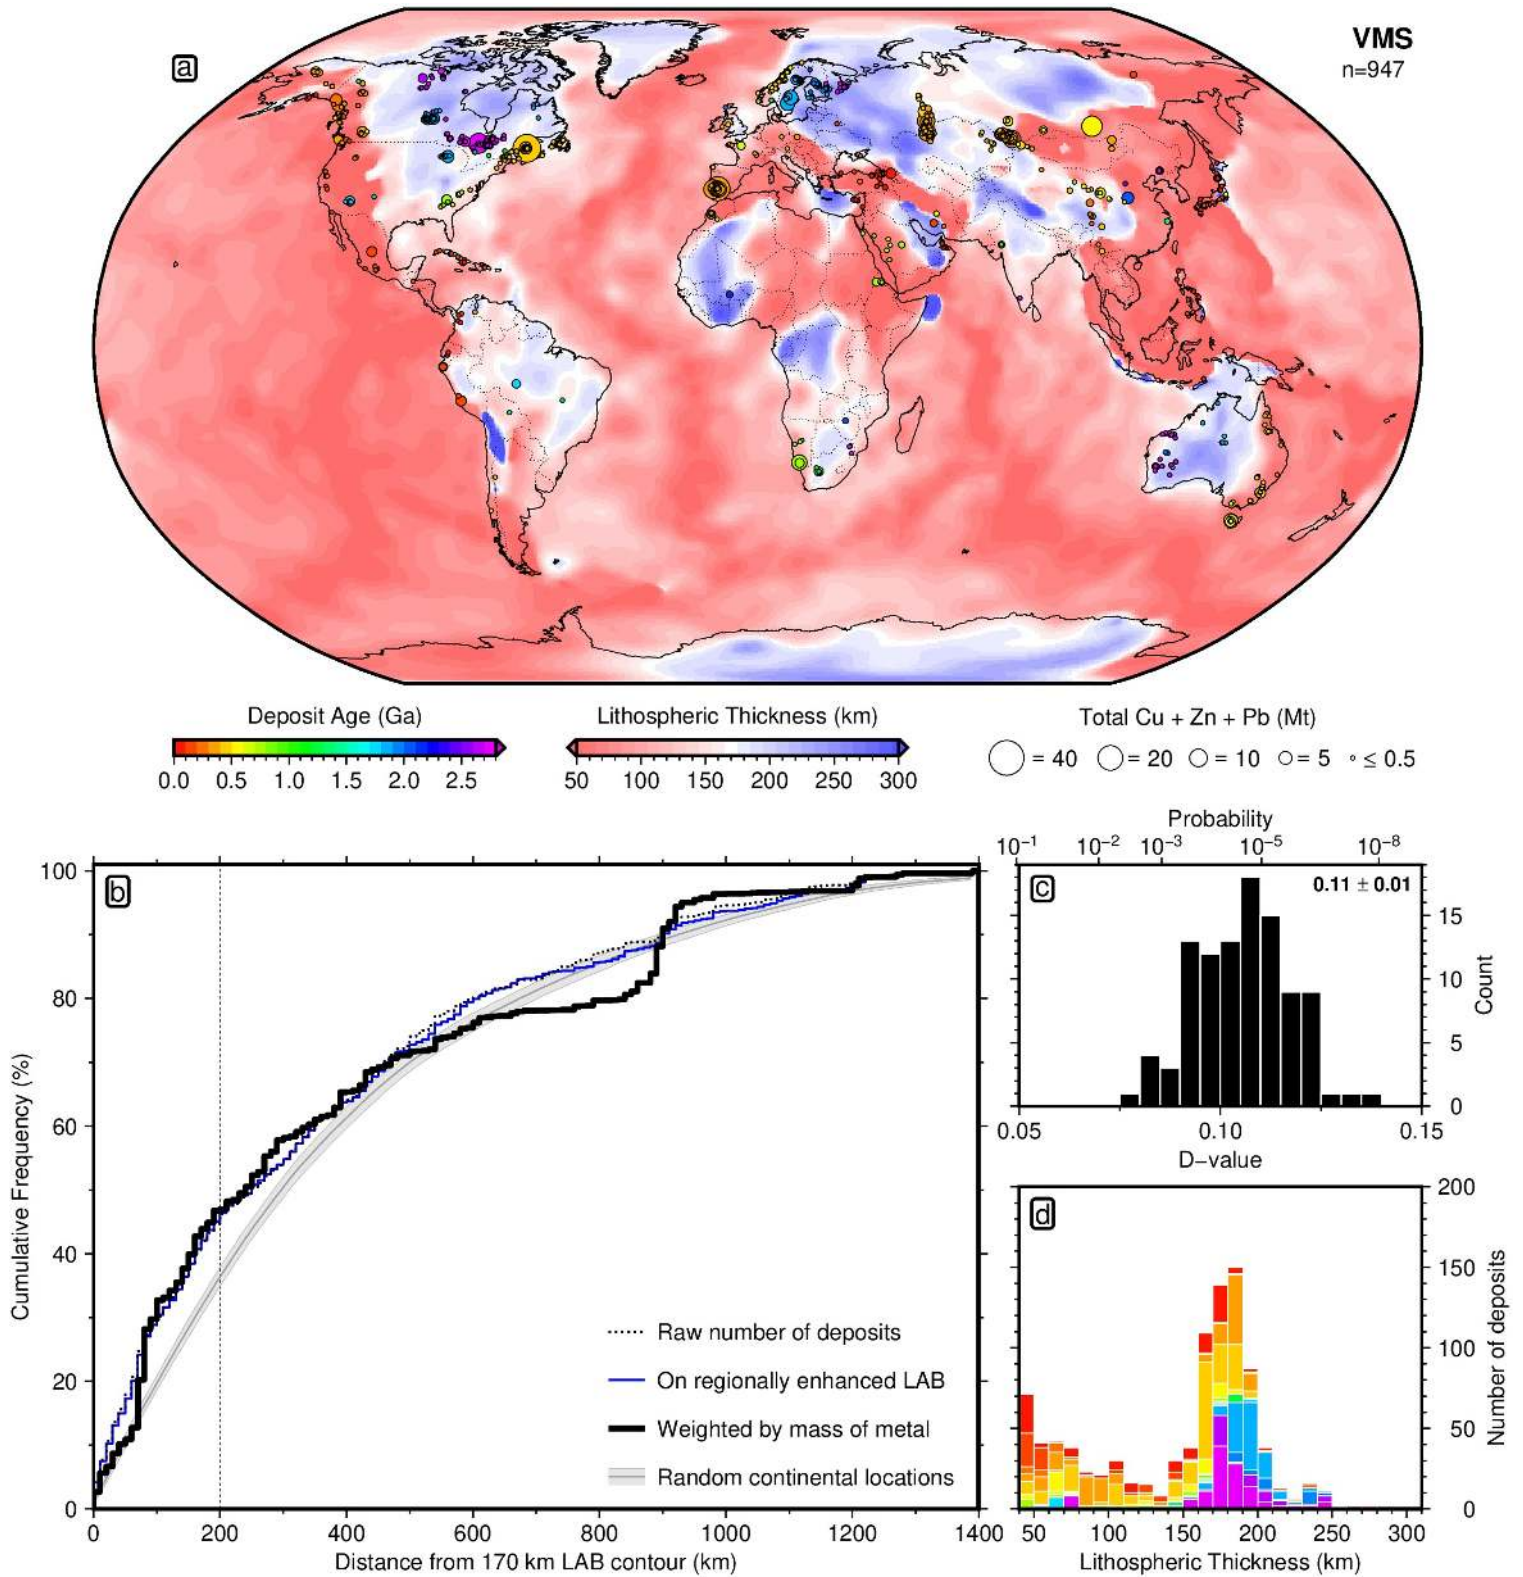 a
VMS
n=947
Deposit Age (Ga)
0.0 0.5 1.0 1.5 2.0 2.5
Lithospheric Thickness (km)
50 100 150 200 250 300
Total Cu + Zn + Pb (Mt)
= 40 = 20 = 10 = 5 ≤ 0.5
b
Cumulative Frequency (%)
100
80
60
40
20
0
Raw number of deposits
On regionally enhanced LAB
Weighted by mass of metal
Random continental locations
0 200 400 600 800 1000 1200 1400
Distance from 170 km LAB contour (km)
Probability
10⁻¹ 10⁻² 10⁻³ 10⁻⁵ 10⁻⁸
c
0.11 ± 0.01
15
10
5
0
Count
0.05 0.10 0.15
D−value
d
200
150
100
50
0
Number of deposits
50 100 150 200 250 300
Lithospheric Thickness (km)